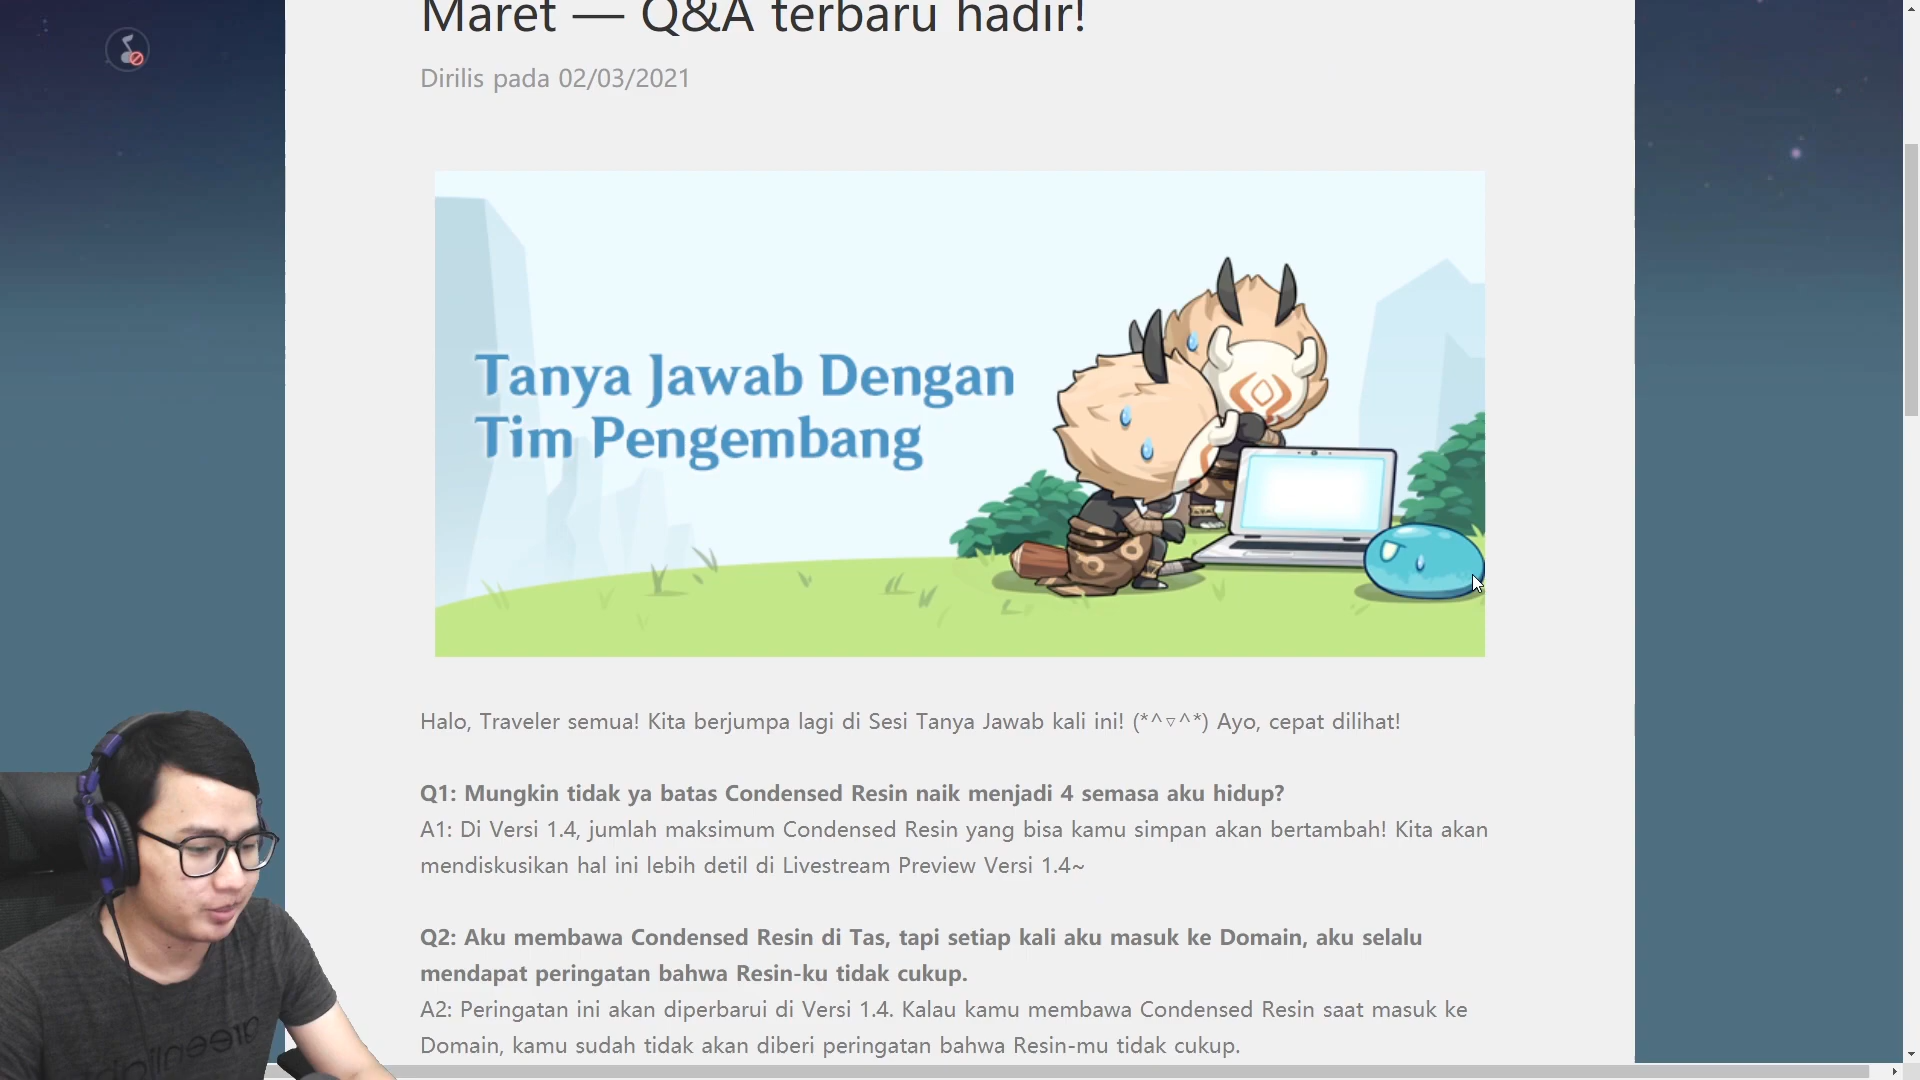 Maret — Q&A terbaru hadir!
Dirilis pada 02/03/2021
Tanya Jawab Dengan
Tim Pengembang
Halo, Traveler semua! Kita berjumpa lagi di Sesi Tanya Jawab kali ini! (*^▿^*) Ayo, cepat dilihat!
Q1: Mungkin tidak ya batas Condensed Resin naik menjadi 4 semasa aku hidup?
A1: Di Versi 1.4, jumlah maksimum Condensed Resin yang bisa kamu simpan akan bertambah! Kita akan
mendiskusikan hal ini lebih detil di Livestream Preview Versi 1.4~
Q2: Aku membawa Condensed Resin di Tas, tapi setiap kali aku masuk ke Domain, aku selalu
mendapat peringatan bahwa Resin-ku tidak cukup.
A2: Peringatan ini akan diperbarui di Versi 1.4. Kalau kamu membawa Condensed Resin saat masuk ke
Domain, kamu sudah tidak akan diberi peringatan bahwa Resin-mu tidak cukup.